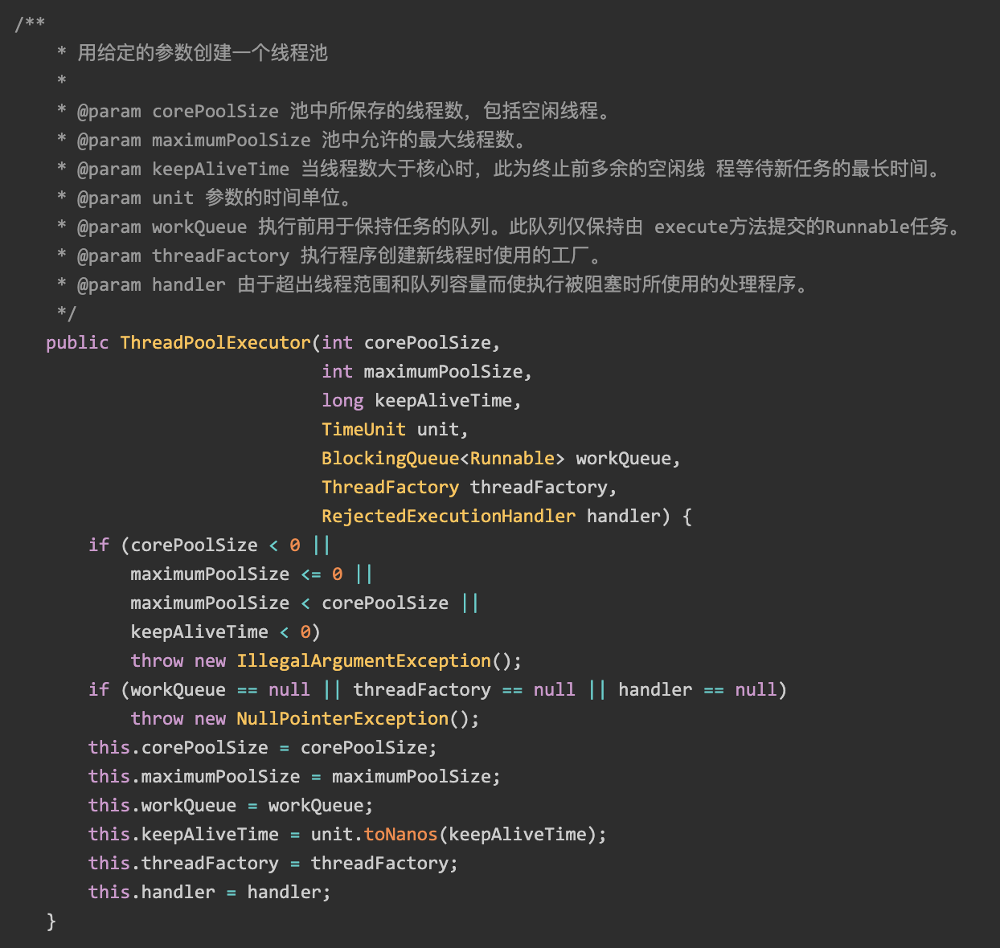 /**
 * 用给定的参数创建一个线程池
 *
 * @param corePoolSize 池中所保存的线程数，包括空闲线程。
 * @param maximumPoolSize 池中允许的最大线程数。
 * @param keepAliveTime 当线程数大于核心时，此为终止前多余的空闲线 程等待新任务的最长时间。
 * @param unit 参数的时间单位。
 * @param workQueue 执行前用于保持任务的队列。此队列仅保持由 execute方法提交的Runnable任务。
 * @param threadFactory 执行程序创建新线程时使用的工厂。
 * @param handler 由于超出线程范围和队列容量而使执行被阻塞时所使用的处理程序。
 */
public ThreadPoolExecutor(int corePoolSize,
                          int maximumPoolSize,
                          long keepAliveTime,
                          TimeUnit unit,
                          BlockingQueue<Runnable> workQueue,
                          ThreadFactory threadFactory,
                          RejectedExecutionHandler handler) {
    if (corePoolSize < 0 ||
        maximumPoolSize <= 0 ||
        maximumPoolSize < corePoolSize ||
        keepAliveTime < 0)
        throw new IllegalArgumentException();
    if (workQueue == null || threadFactory == null || handler == null)
        throw new NullPointerException();
    this.corePoolSize = corePoolSize;
    this.maximumPoolSize = maximumPoolSize;
    this.workQueue = workQueue;
    this.keepAliveTime = unit.toNanos(keepAliveTime);
    this.threadFactory = threadFactory;
    this.handler = handler;
}